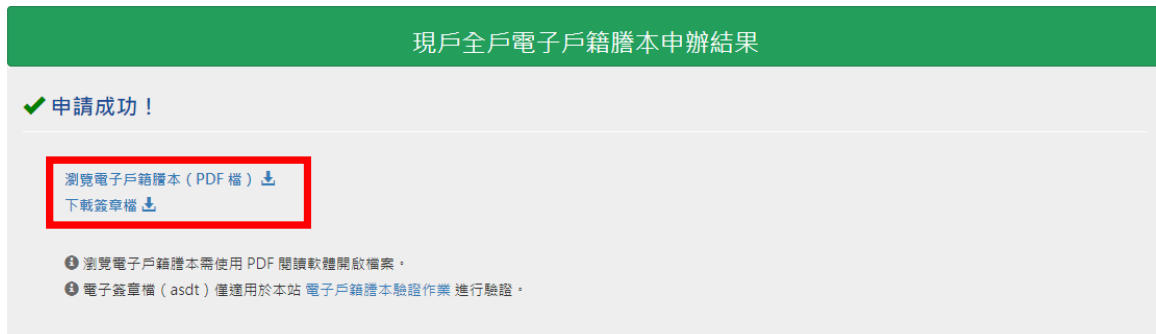 現戶全戶電子戶籍謄本申辦結果
申請成功！
瀏覽電子戶籍謄本（PDF 檔）
下載簽章檔
瀏覽電子戶籍謄本需使用 PDF 閱讀軟體開啟檔案。
電子簽章檔（asdt）僅適用於本站 電子戶籍謄本驗證作業 進行驗證。